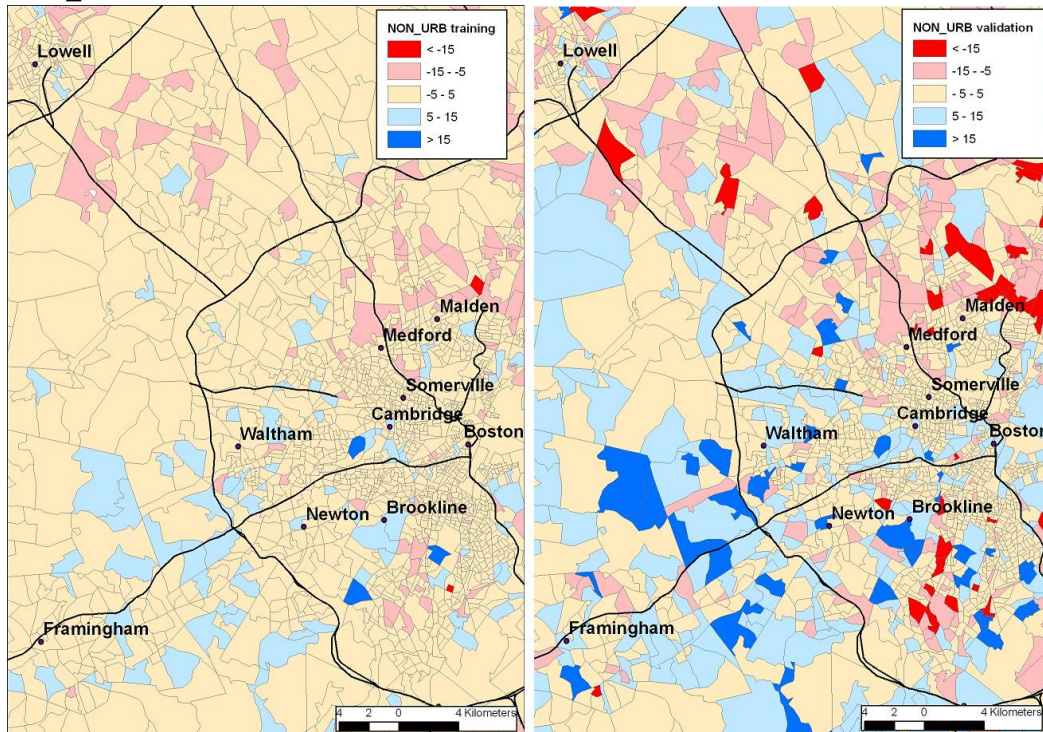 NON_URB training
< -15
-15 - -5
-5 - 5
5 - 15
> 15
Lowell
Malden
Medford
Somerville
Cambridge
Boston
Waltham
Newton
Brookline
Framingham
4 2 0 4 Kilometers
NON_URB validation
< -15
-15 - -5
-5 - 5
5 - 15
> 15
Lowell
Malden
Medford
Somerville
Cambridge
Boston
Waltham
Newton
Brookline
Framingham
4 2 0 4 Kilometers